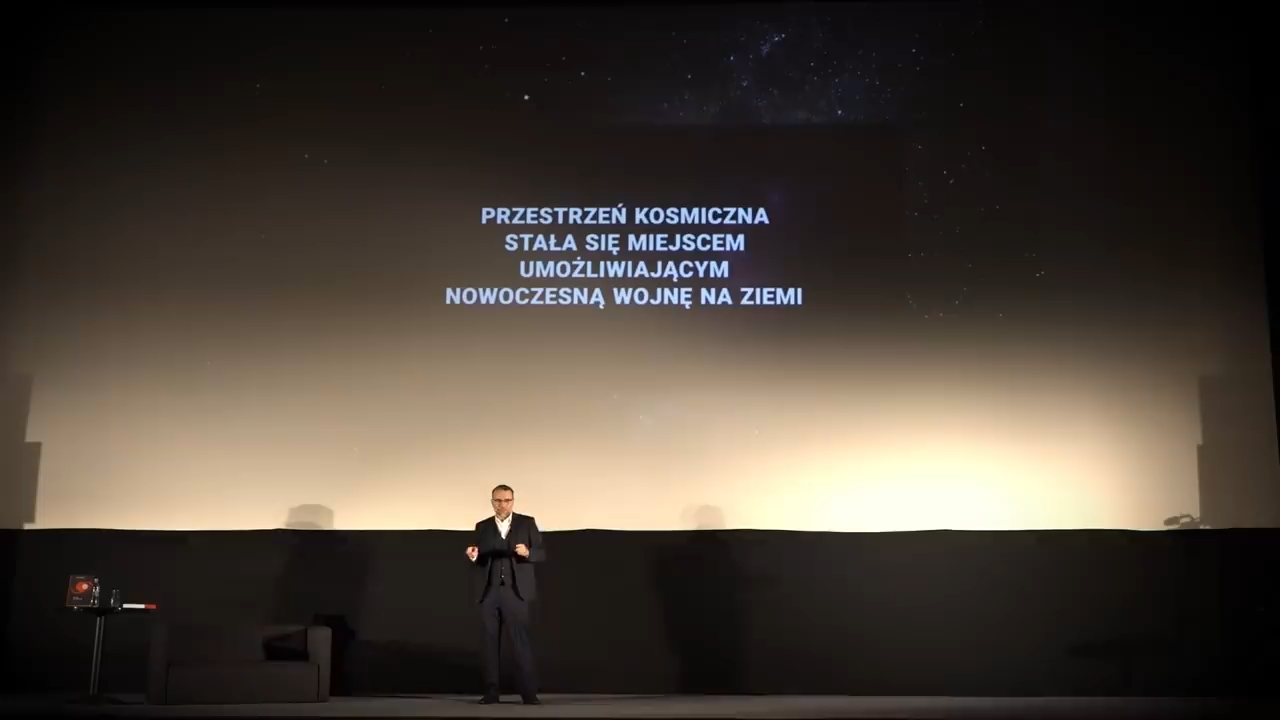 PRZESTRZEŃ KOSMICZNA
STAŁA SIĘ MIEJSCEM
UMOŻLIWIAJĄCYM
NOWOCZESNĄ WOJNĘ NA ZIEMI